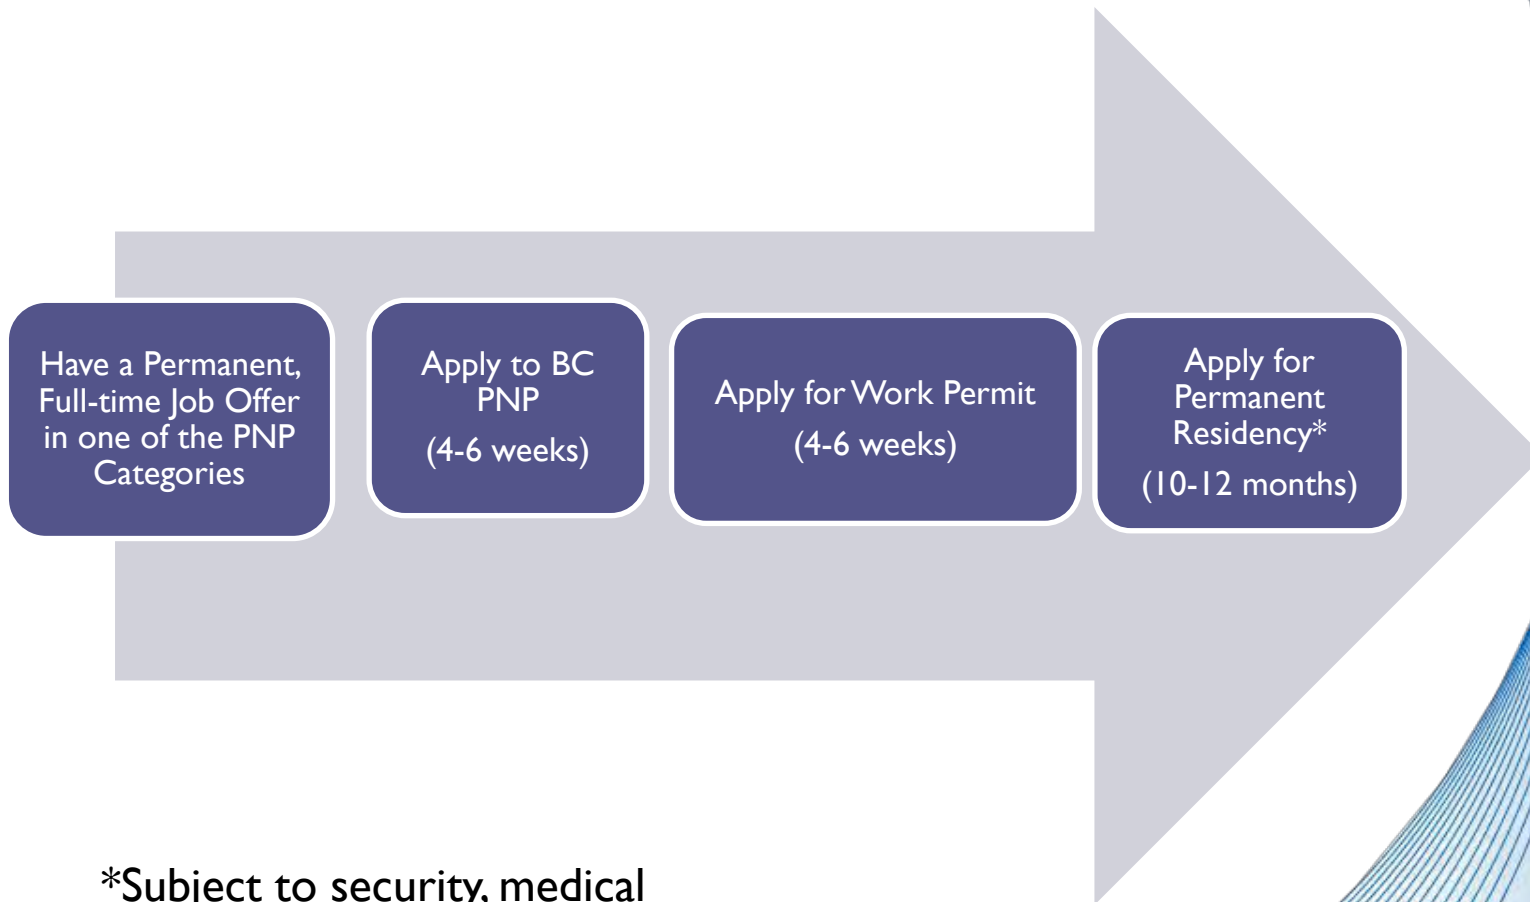 Have a Permanent,
Full-time Job Offer
in one of the PNP
Categories
Apply to BC
PNP
(4-6 weeks)
Apply for Work Permit
(4-6 weeks)
Apply for
Permanent
Residency*
(10-12 months)
*Subject to security, medical